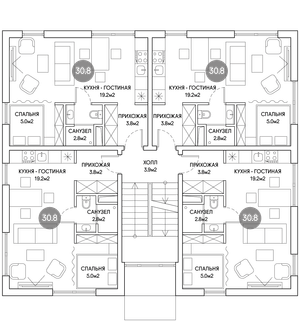 30.8
КУХНЯ - ГОСТИНАЯ
19.2м2
СПАЛЬНЯ
5.0м2
САНУЗЕЛ
2.8м2
ПРИХОЖАЯ
3.8м2
30.8
КУХНЯ - ГОСТИНАЯ
19.2м2
ПРИХОЖАЯ
3.8м2
САНУЗЕЛ
2.8м2
СПАЛЬНЯ
5.0м2
КУХНЯ - ГОСТИНАЯ
19.2м2
ПРИХОЖАЯ
3.8м2
ХОЛЛ
3.9м2
ПРИХОЖАЯ
3.8м2
КУХНЯ - ГОСТИНАЯ
19.2м2
30.8
САНУЗЕЛ
2.8м2
САНУЗЕЛ
2.8м2
30.8
СПАЛЬНЯ
5.0м2
СПАЛЬНЯ
5.0м2